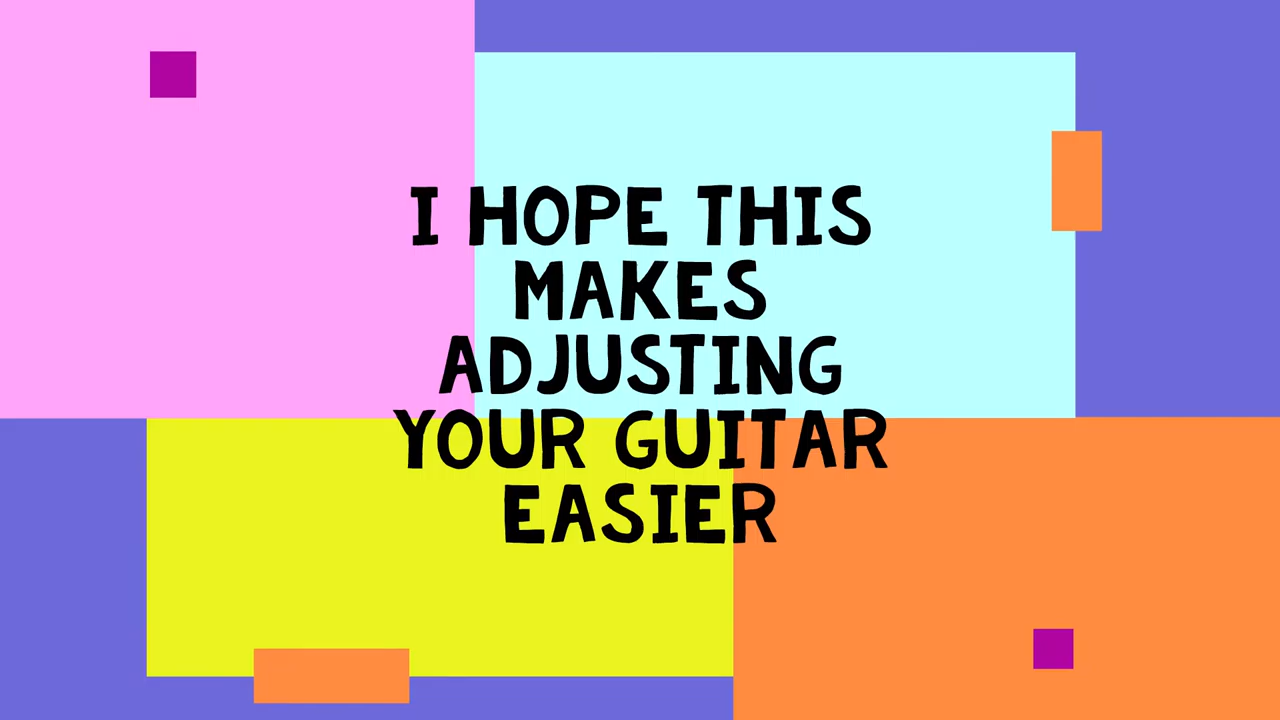 I HOPE THIS
MAKES
ADJUSTING
YOUR GUITAR
EASIER